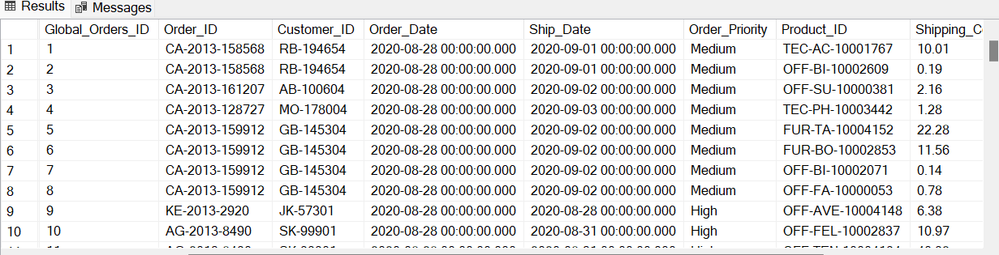 Results Messages
Global_Orders_ID Order_ID Customer_ID Order_Date Ship_Date Order_Priority Product_ID Shipping_C
1 1 CA-2013-158568 RB-194654 2020-08-28 00:00:00.000 2020-09-01 00:00:00.000 Medium TEC-AC-10001767 10.01
2 2 CA-2013-158568 RB-194654 2020-08-28 00:00:00.000 2020-09-01 00:00:00.000 Medium OFF-BI-10002609 0.19
3 3 CA-2013-161207 AB-100604 2020-08-28 00:00:00.000 2020-09-02 00:00:00.000 Medium OFF-SU-10000381 2.16
4 4 CA-2013-128727 MO-178004 2020-08-28 00:00:00.000 2020-09-03 00:00:00.000 Medium TEC-PH-10003442 1.28
5 5 CA-2013-159912 GB-145304 2020-08-28 00:00:00.000 2020-09-02 00:00:00.000 Medium FUR-TA-10004152 22.28
6 6 CA-2013-159912 GB-145304 2020-08-28 00:00:00.000 2020-09-02 00:00:00.000 Medium FUR-BO-10002853 11.56
7 7 CA-2013-159912 GB-145304 2020-08-28 00:00:00.000 2020-09-02 00:00:00.000 Medium OFF-BI-10002071 0.14
8 8 CA-2013-159912 GB-145304 2020-08-28 00:00:00.000 2020-09-02 00:00:00.000 Medium OFF-FA-10000053 0.78
9 9 KE-2013-2920 JK-57301 2020-08-28 00:00:00.000 2020-08-28 00:00:00.000 High OFF-AVE-10004148 6.38
10 10 AG-2013-8490 SK-99901 2020-08-28 00:00:00.000 2020-08-31 00:00:00.000 High OFF-FEL-10002837 10.97